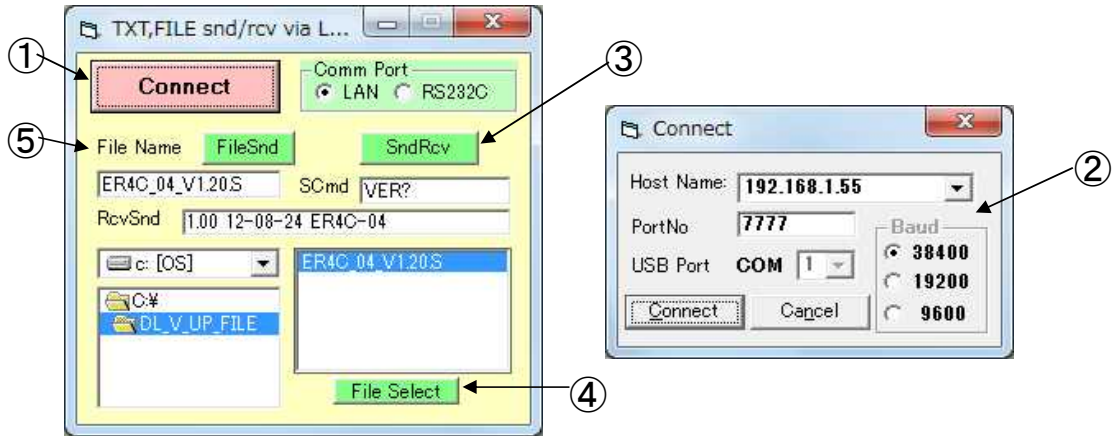 TXT,FILE snd/rcv via L...
①
Connect
Comm Port
LAN RS232C
③
⑤
File Name FileSnd SndRcv
ER4C_04_V1.20.S SCmd VER?
RcvSnd 1.00 12-08-24 ER4C-04
c: [OS]
ER4C_04_V1.20.S
C:¥
DL_V_UP_FILE
File Select
④
Connect
②
Host Name: 192.168.1.55
PortNo 7777
Baud
USB Port COM 1
38400
19200
9600
Connect Cancel